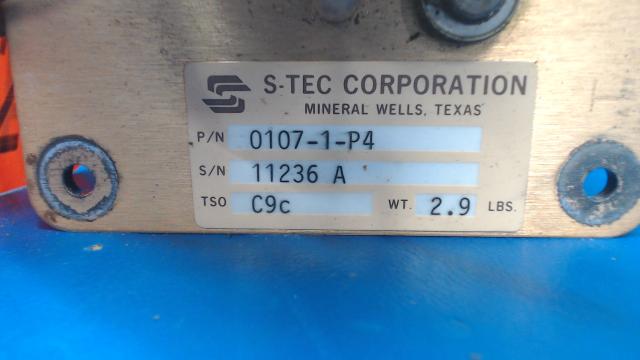 S-TEC CORPORATION
MINERAL WELLS, TEXAS
P/N 0107-1-P4
S/N 11236 A
TSO C9c WT. 2.9 LBS.